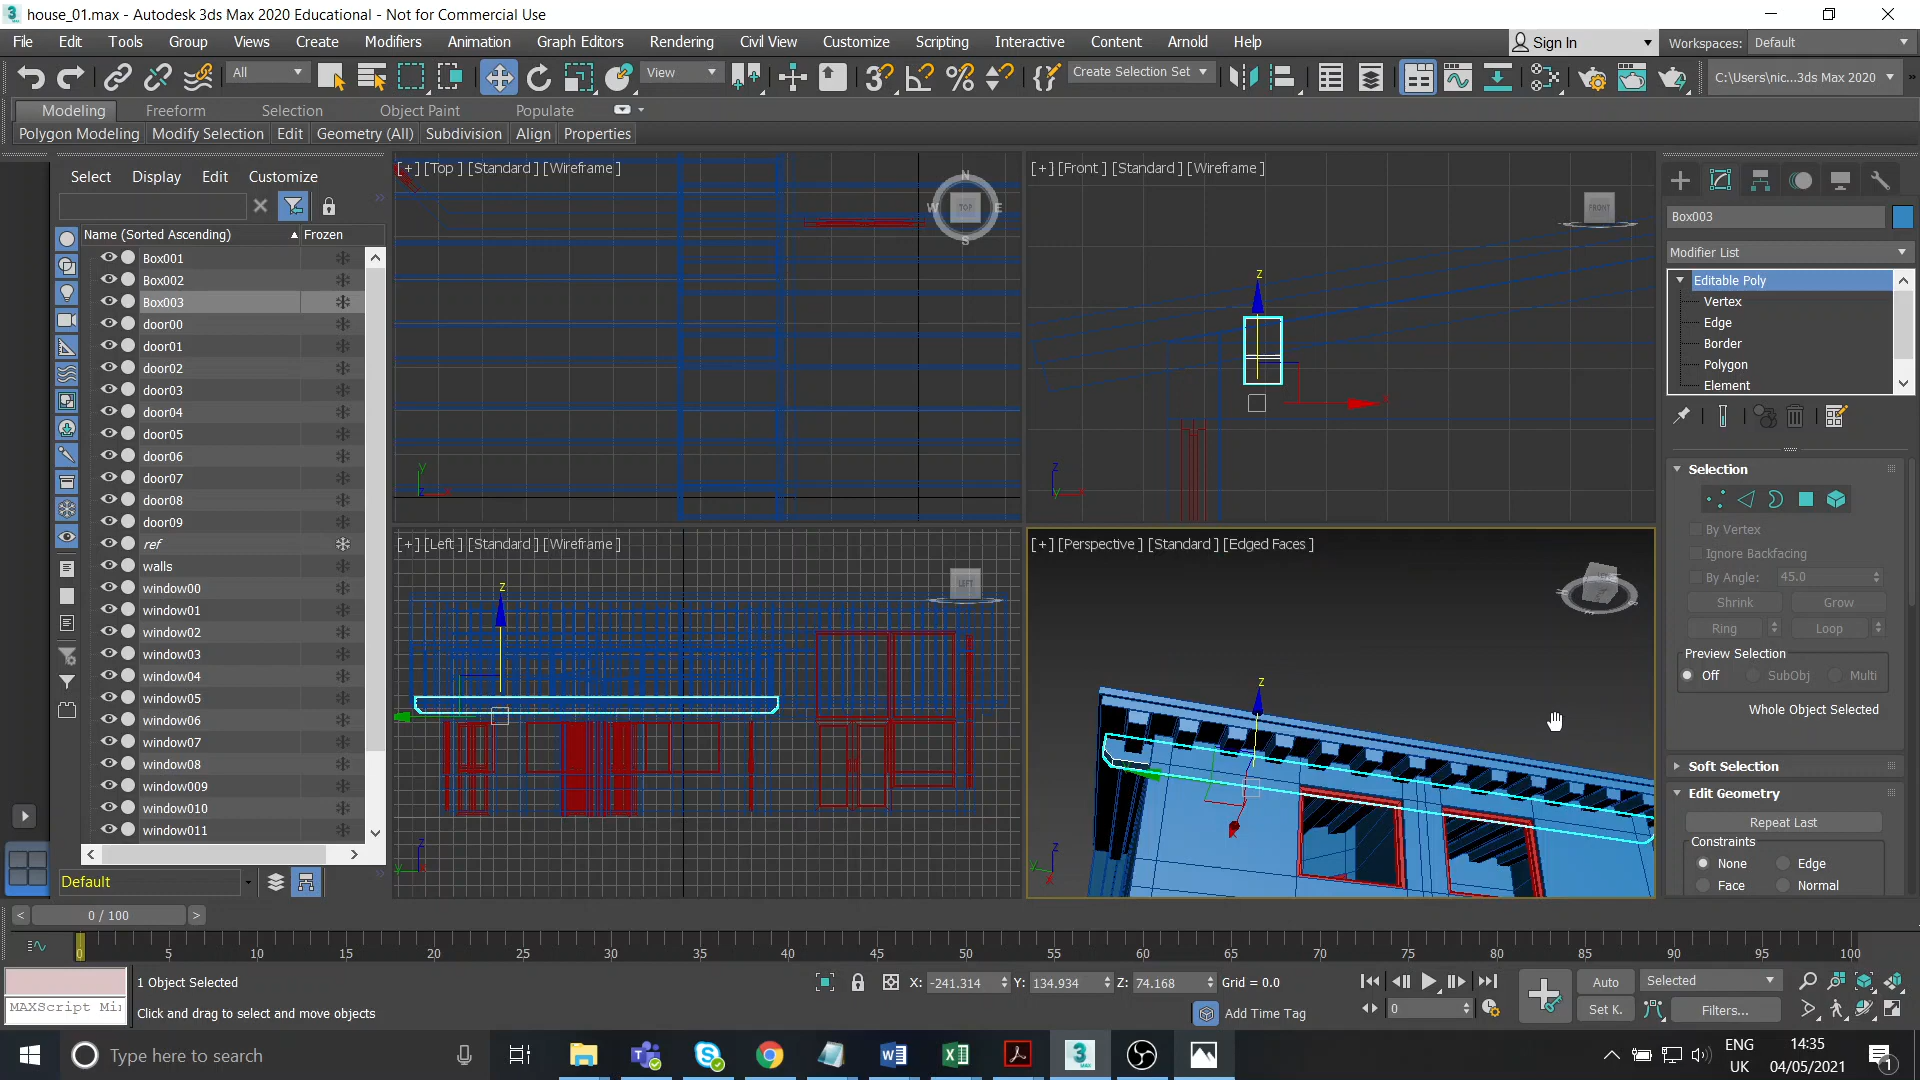 house_01.max - Autodesk 3ds Max 2020 Educational - Not for Commercial Use
File Edit Tools Group Views Create Modifiers Animation Graph Editors Rendering Civil View Customize Scripting Interactive Content Arnold Help Sign In Workspaces: Default
All View Create Selection Set C:\Users\nic...3ds Max 2020
Modeling Freeform Selection Object Paint Populate
Polygon Modeling Modify Selection Edit Geometry (All) Subdivision Align Properties
Select Display Edit Customize
Name (Sorted Ascending) Frozen
Box001
Box002
Box003
door00
door01
door02
door03
door04
door05
door06
door07
door08
door09
ref
walls
window00
window01
window02
window03
window04
window05
window06
window07
window08
window009
window010
window011
Default
[+] [Top] [Standard] [Wireframe]
N
W TOP E
S
y
z
[+] [Front] [Standard] [Wireframe]
FRONT
z
z
y
[+] [Left] [Standard] [Wireframe]
LEFT
z
z
y
[+] [Perspective] [Standard] [Edged Faces]
z
x
z
y
x
Box003
Modifier List
Editable Poly
Vertex
Edge
Border
Polygon
Element
Selection
By Vertex
Ignore Backfacing
By Angle: 45.0
Shrink Grow
Ring Loop
Preview Selection
Off SubObj Multi
Whole Object Selected
Soft Selection
Edit Geometry
Repeat Last
Constraints
None Edge
Face Normal
< 0 / 100 >
0 5 10 15 20 25 30 35 40 45 50 55 60 65 70 75 80 85 90 95 100
1 Object Selected X: -241.314 Y: 134.934 Z: 74.168 Grid = 0.0 Auto Selected
MAXScript Mi
Click and drag to select and move objects Add Time Tag 0 Set K. Filters...
Type here to search
ENG
UK
14:35
04/05/2021
1